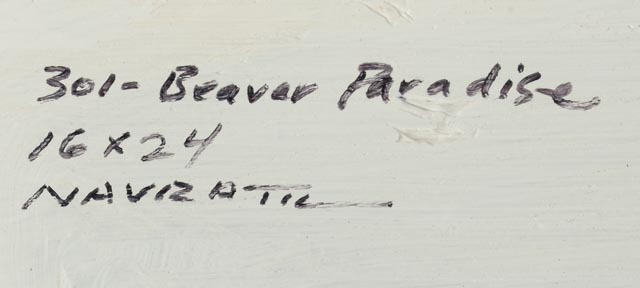 301- Beaver Paradise
16 x 24
NAVRATIL